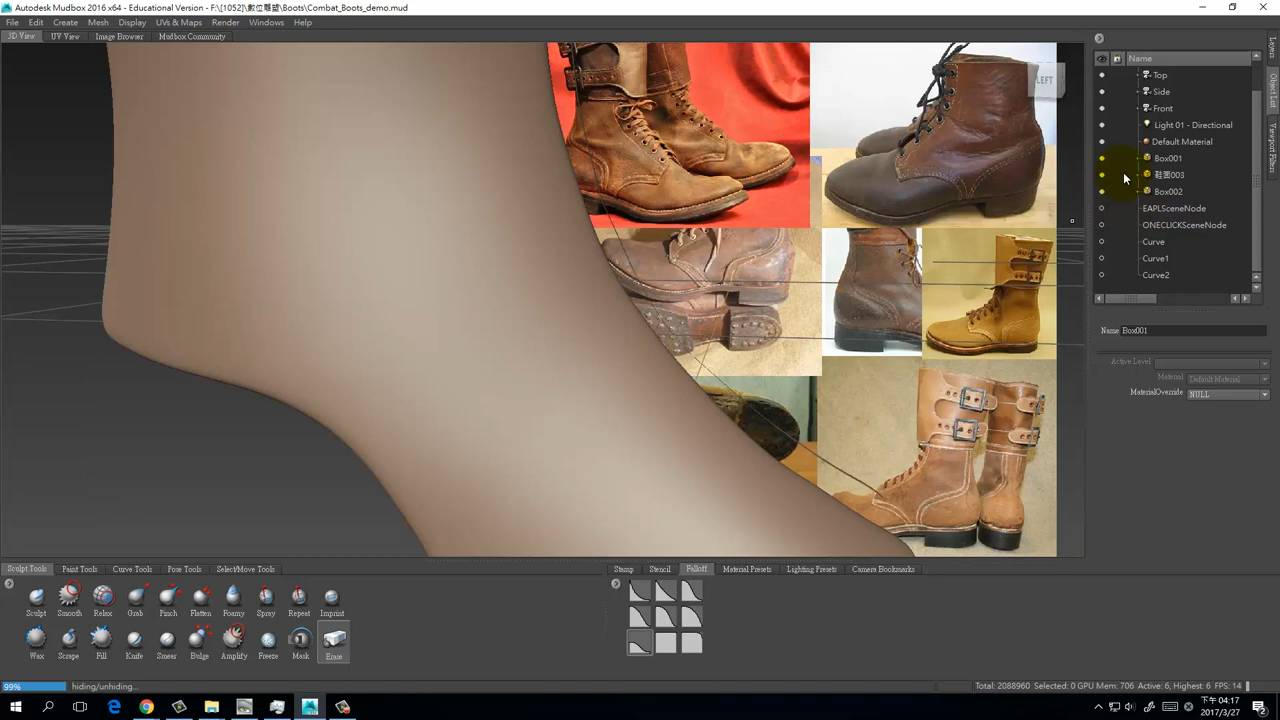 Autodesk Mudbox 2016 x64 - Educational Version - F:\[1052]\數位雕塑\Boots\Combat_Boots_demo.mud
File Edit Create Mesh Display UVs & Maps Render Windows Help
3D View UV View Image Browser Mudbox Community
Name
Top
Side
Front
Light 01 - Directional
Default Material
Box001
鞋面003
Box002
EAPLSceneNode
ONECLICKSceneNode
Curve
Curve1
Curve2
Layers
Object List
Viewport Filters
LEFT
Name Box001
Active Level
Material Default Material
MaterialOverride NULL
Sculpt Tools Paint Tools Curve Tools Pose Tools Select/Move Tools
Stamp Stencil Falloff Material Presets Lighting Presets Camera Bookmarks
Sculpt Smooth Relax Grab Pinch Flatten Foamy Spray Repeat Imprint
Wax Scrape Fill Knife Smear Bulge Amplify Freeze Mask Erase
99% hiding/unhiding...
Total: 2088960 Selected: 0 GPU Mem: 706 Active: 6, Highest: 6 FPS: 14
下午 04:17
2017/3/27
2